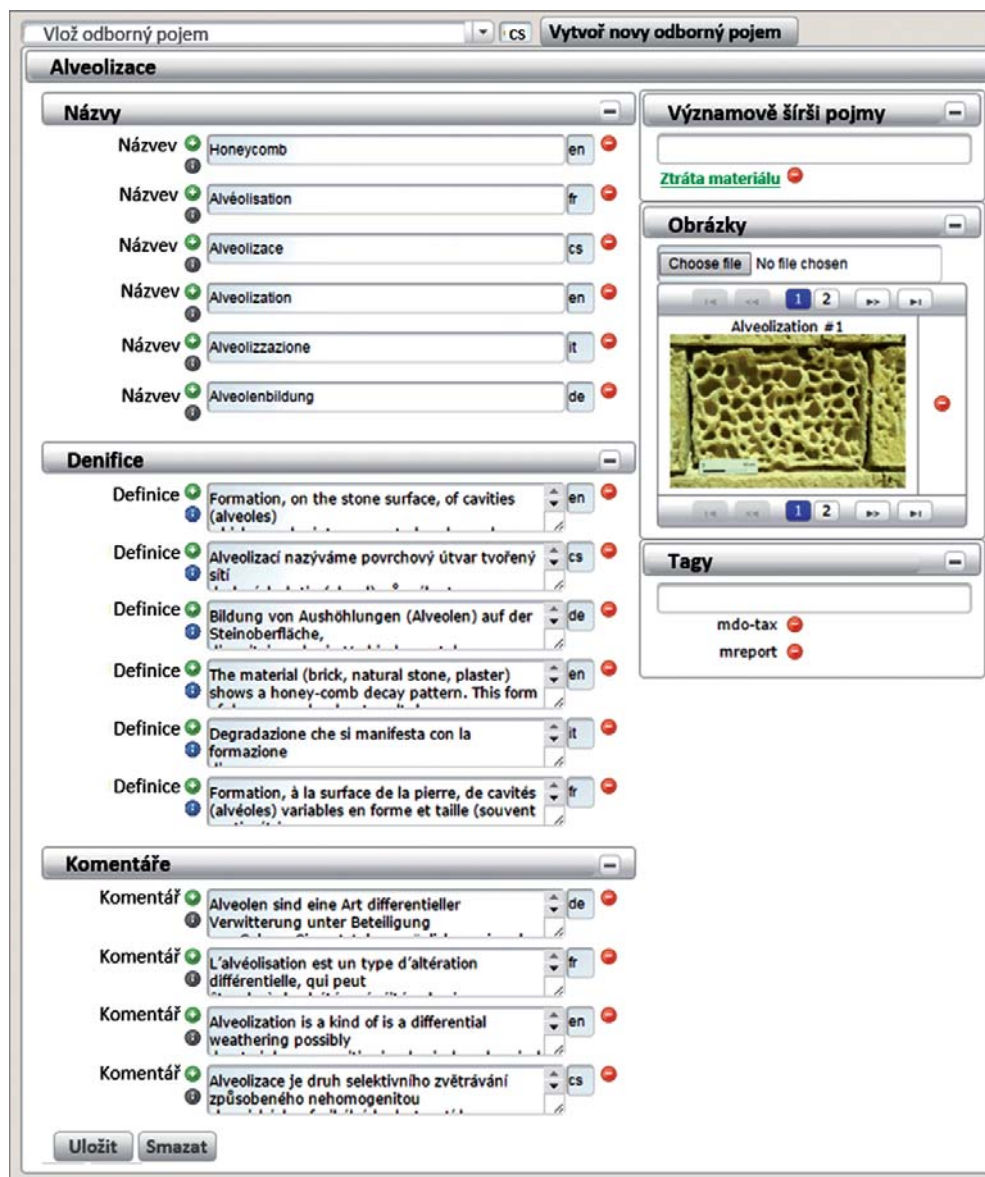 Vlož odborný pojem
cs
Vytvoř novy odborný pojem
Alveolizace
Názvy
Názvev
Honeycomb
en
Názvev
Alvéolisation
fr
Názvev
Alveolizace
cs
Názvev
Alveolization
en
Názvev
Alveolizzazione
it
Názvev
Alveolenbildung
de
Denifice
Definice
Formation, on the stone surface, of cavities
(alveoles)
en
Definice
Alveolizací nazýváme povrchový útvar tvořený
sítí
cs
Definice
Bildung von Aushöhlungen (Alveolen) auf der
Steinoberfläche,
de
Definice
The material (brick, natural stone, plaster)
shows a honey-comb decay pattern. This form
en
Definice
Degradazione che si manifesta con la
formazione
it
Definice
Formation, à la surface de la pierre, de cavités
(alvéoles) variables en forme et taille (souvent
fr
Komentáře
Komentář
Alveolen sind eine Art differentieller
Verwitterung unter Beteiligung
de
Komentář
L'alvéolisation est un type d'altération
différentielle, qui peut
fr
Komentář
Alveolization is a kind of is a differential
weathering possibly
en
Komentář
Alveolizace je druh selektivního zvětrávání
způsobeného nehomogenitou
cs
Uložit
Smazat
Významově šírši pojmy
Ztráta materiálu
Obrázky
Choose file No file chosen
1 2
Alveolization #1
1 2
Tagy
mdo-tax
mreport